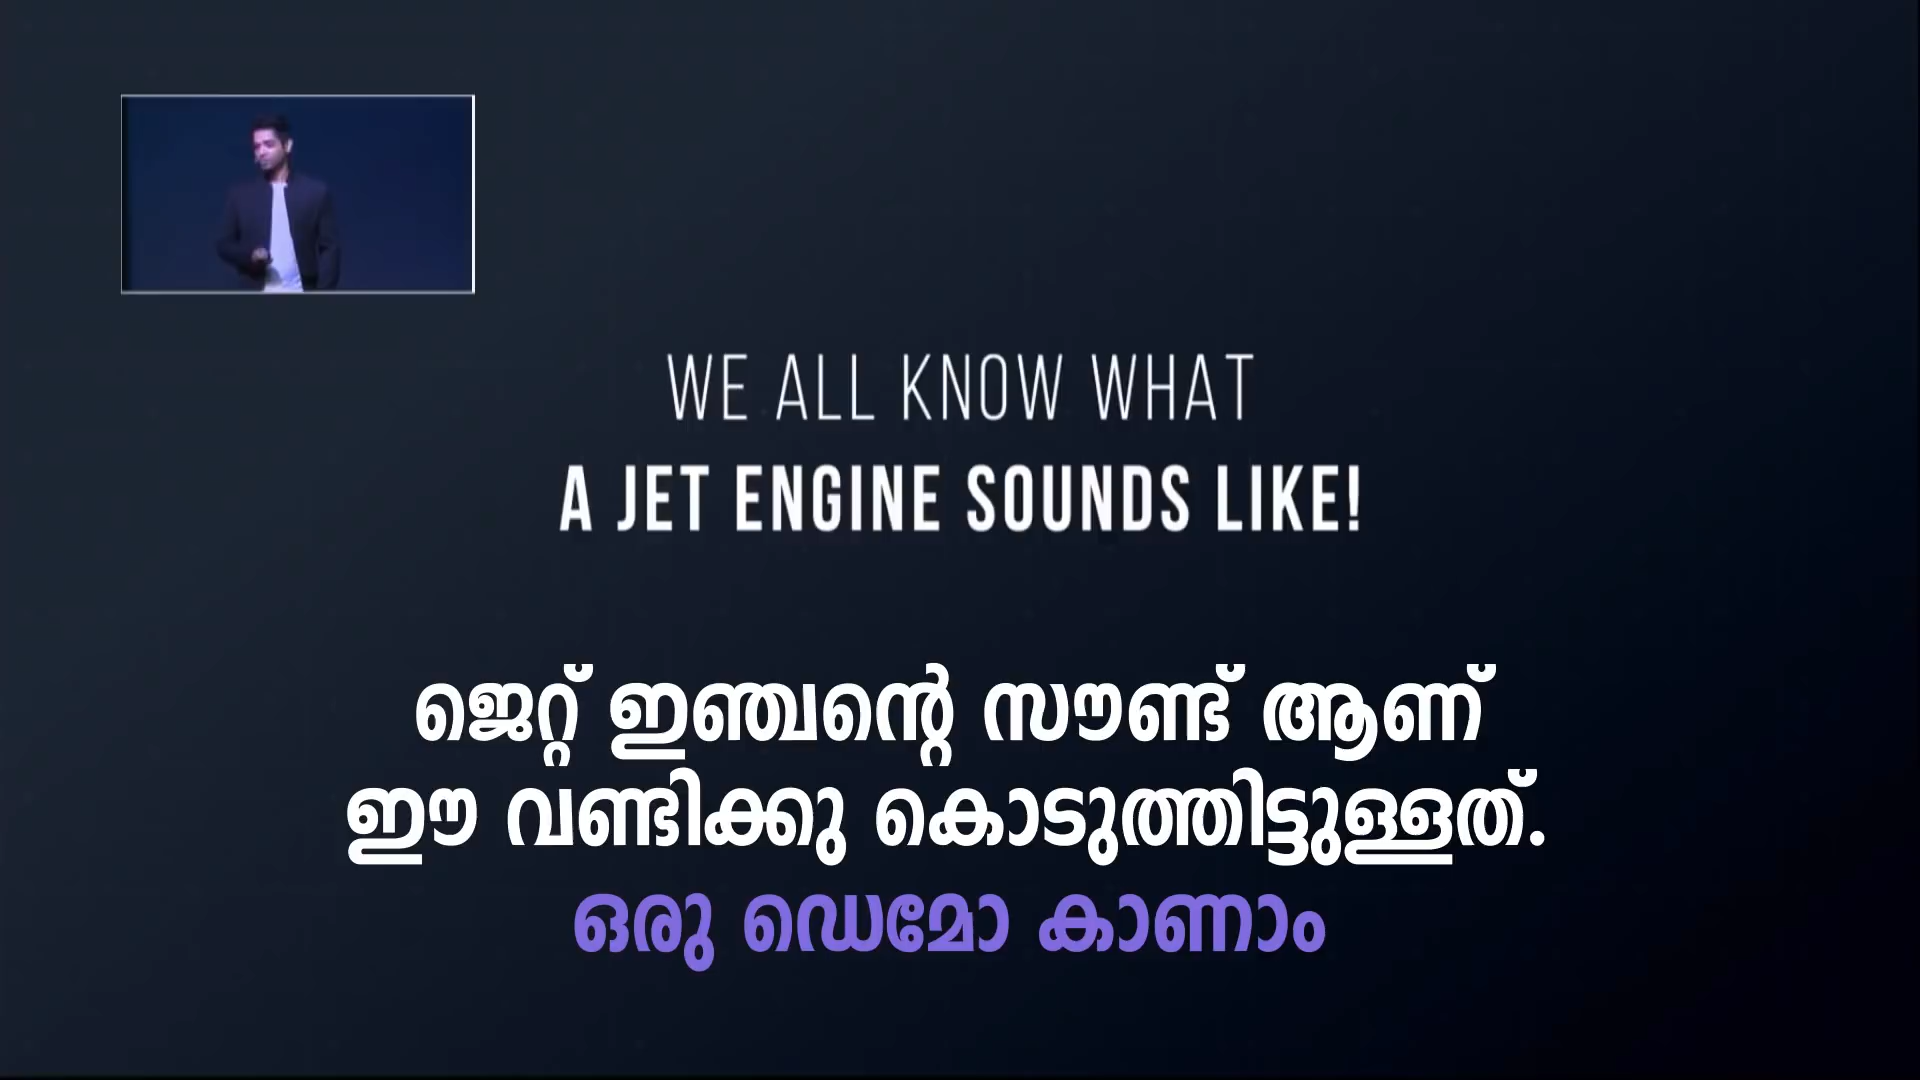 WE ALL KNOW WHAT
A JET ENGINE SOUNDS LIKE!
ജെറ്റ് ഇഞ്ചന്റെ സൗണ്ട് ആണ്
ഈ വണ്ടിക്കു കൊടുത്തിട്ടുള്ളത്.
ഒരു ഡെമോ കാണാം